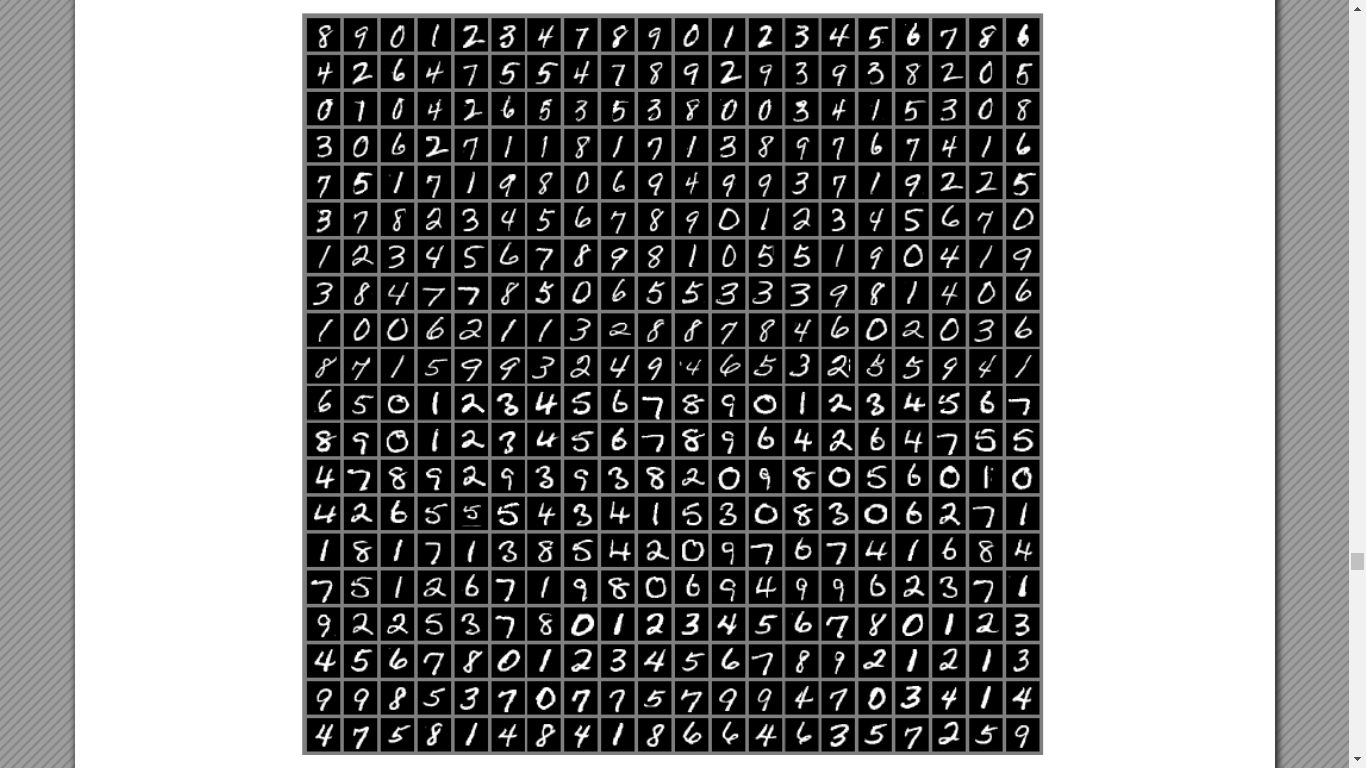 8 9 0 1 2 3 4 7 8 9 0 1 2 3 4 5 6 7 8 6
4 2 6 4 7 5 5 4 7 8 9 2 9 3 9 3 8 2 0 5
0 1 0 4 2 6 5 3 5 3 8 0 0 3 4 1 5 3 0 8
3 0 6 2 7 1 1 8 1 7 1 3 8 9 7 6 7 4 1 6
7 5 1 7 1 9 8 0 6 9 4 9 9 3 7 1 9 2 2 5
3 7 8 2 3 4 5 6 7 8 9 0 1 2 3 4 5 6 7 0
1 2 3 4 5 6 7 8 9 8 1 0 5 5 1 9 0 4 1 9
3 8 4 7 7 8 5 0 6 5 5 3 3 3 9 8 1 4 0 6
1 0 0 6 2 1 1 3 2 8 8 7 8 4 6 0 2 0 3 6
8 7 1 5 9 9 3 2 4 9 4 6 5 3 2 5 5 9 4 1
6 5 0 1 2 3 4 5 6 7 8 9 0 1 2 3 4 5 6 7
8 9 0 1 2 3 4 5 6 7 8 9 6 4 2 6 4 7 5 5
4 7 8 9 2 9 3 9 3 8 2 0 9 8 0 5 6 0 1 0
4 2 6 5 5 5 4 3 4 1 5 3 0 8 3 0 6 2 7 1
1 8 1 7 1 3 8 5 4 2 0 9 7 6 7 4 1 6 8 4
7 5 1 2 6 7 1 9 8 0 6 9 4 9 9 6 2 3 7 1
9 2 2 5 3 7 8 0 1 2 3 4 5 6 7 8 0 1 2 3
4 5 6 7 8 0 1 2 3 4 5 6 7 8 9 2 1 2 1 3
9 9 8 5 3 7 0 7 7 5 7 9 9 4 7 0 3 4 1 4
4 7 5 8 1 4 8 4 1 8 6 6 4 6 3 5 7 2 5 9